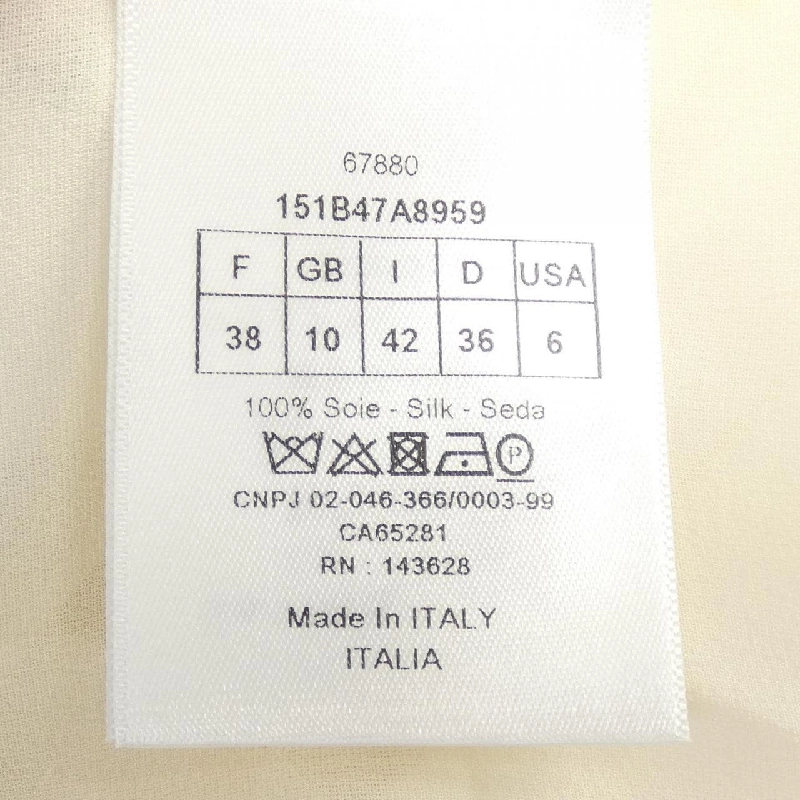 67880
151B47A8959
F GB I D USA
38 10 42 36 6
100% Soie - Silk - Seda
P
CNPJ 02-046-366/0003-99
CA65281
RN : 143628
Made In ITALY
ITALIA